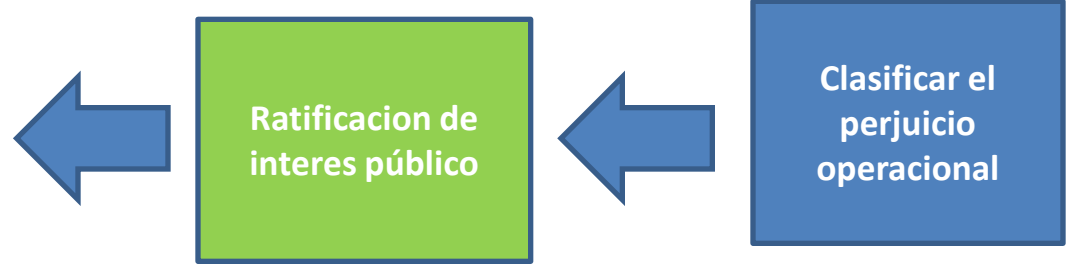 Ratificacion de
interes público
Clasificar el
perjuicio
operacional